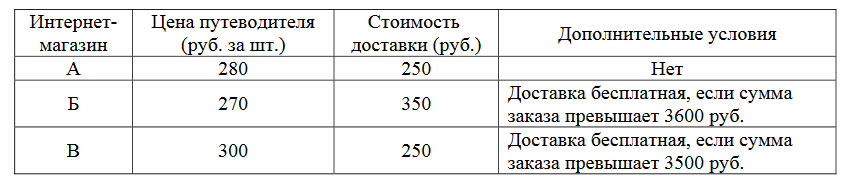 Интернет-магазин Цена путеводителя (руб. за шт.) Стоимость доставки (руб.) Дополнительные условия
А 280 250 Нет
Б 270 350 Доставка бесплатная, если сумма
заказа превышает 3600 руб.
В 300 250 Доставка бесплатная, если сумма
заказа превышает 3500 руб.